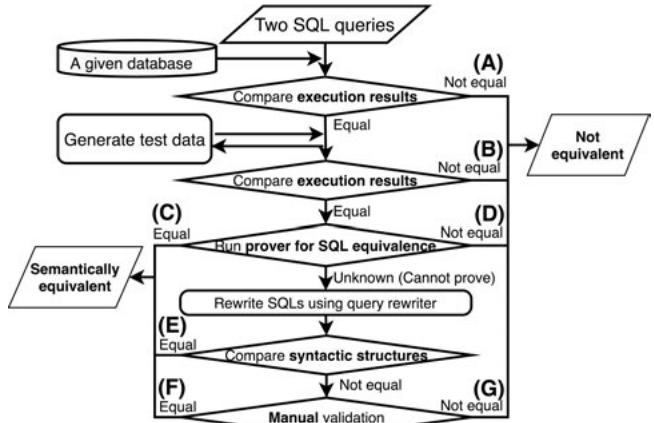 Two SQL queries
A given database
(A)
Not equal
Compare execution results
Equal
Generate test data
(B)
Not equal
Not
equivalent
Compare execution results
Equal
(C)
(D)
Equal
Not equal
Run prover for SQL equivalence
Semantically
equivalent
Unknown (Cannot prove)
Rewrite SQLs using query rewriter
(E)
Equal
Compare syntactic structures
Not equal
(F)
(G)
Equal
Not equal
Manual validation